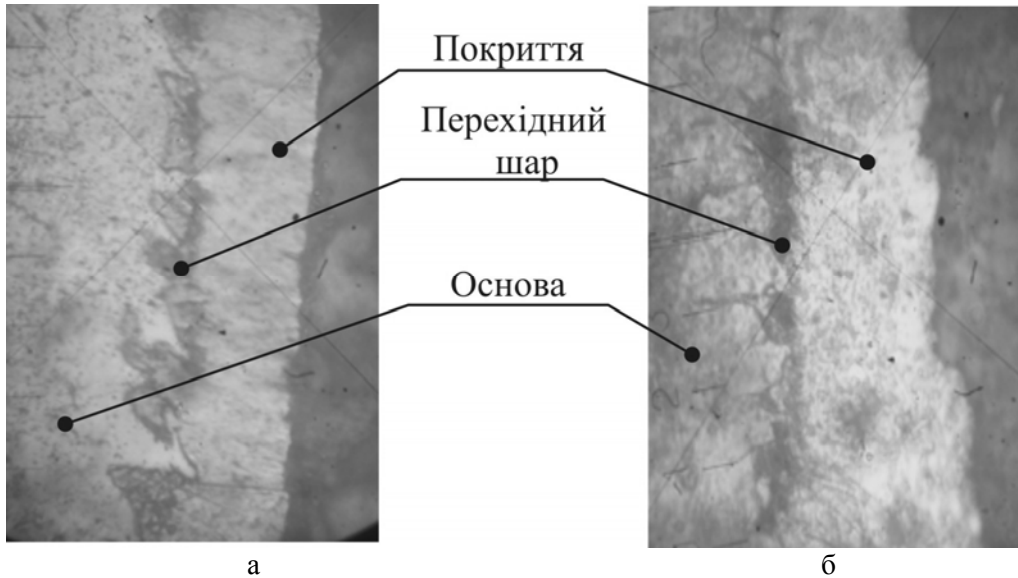 Покриття
Перехідний
шар
Основа
а
б